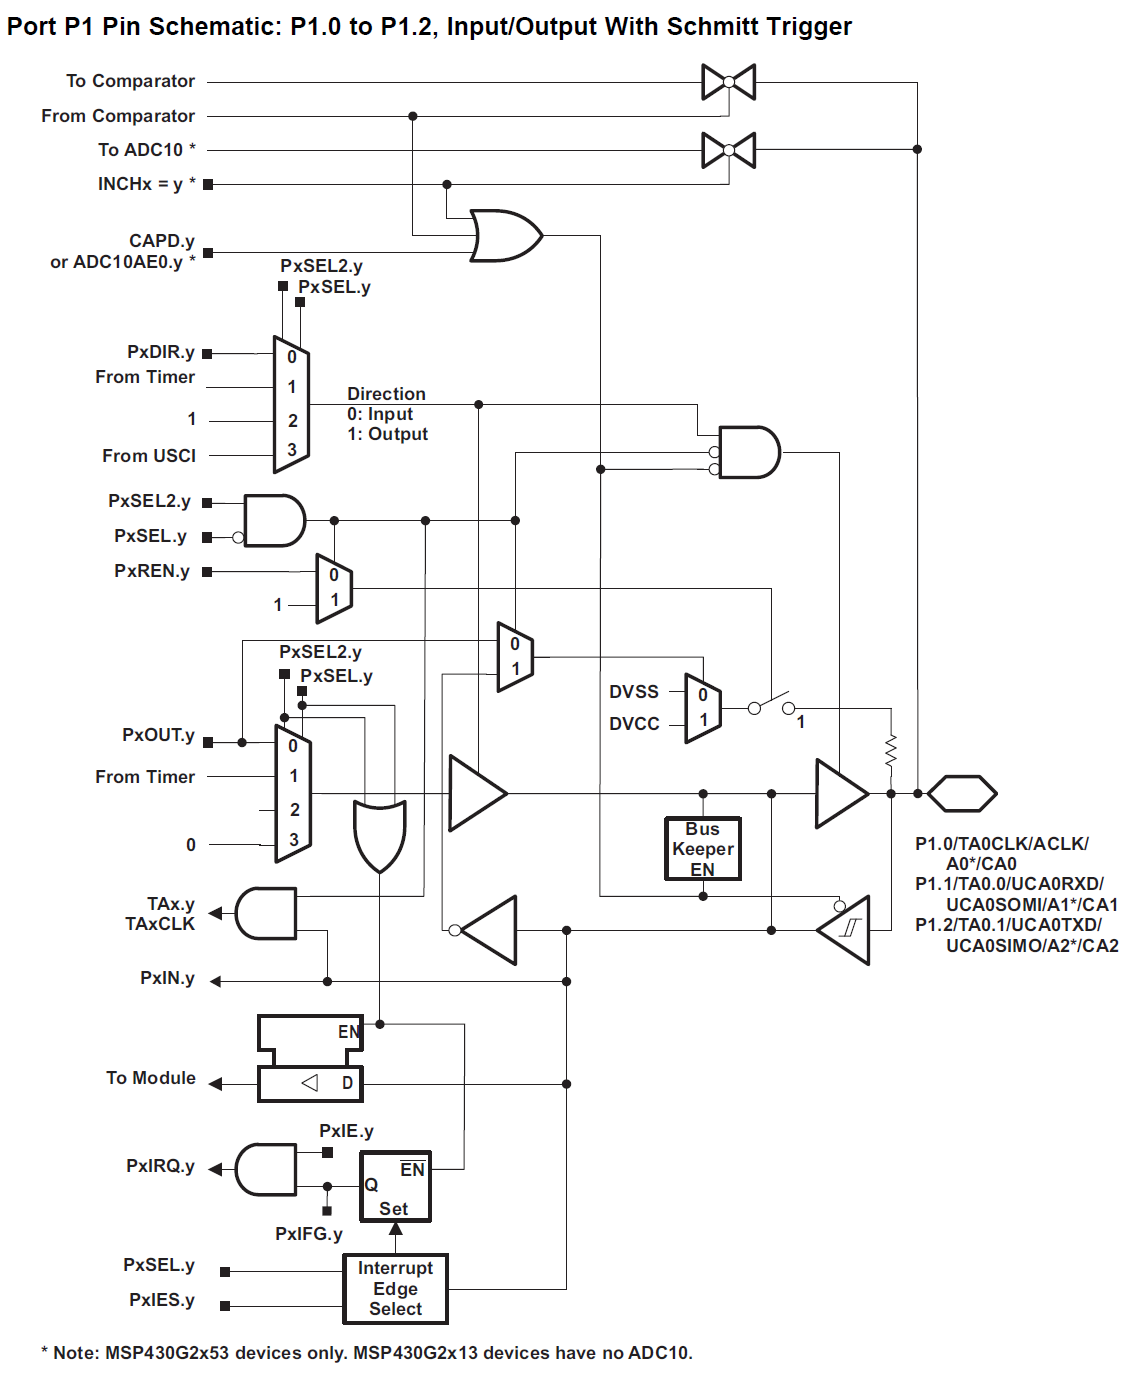 Port P1 Pin Schematic: P1.0 to P1.2, Input/Output With Schmitt Trigger
To Comparator
From Comparator
To ADC10 *
INCHx = y *
CAPD.y
or ADC10AE0.y *
PxSEL2.y
PxSEL.y
PxDIR.y
0
From Timer
1
1
2
From USCI
3
Direction
0: Input
1: Output
PxSEL2.y
PxSEL.y
PxREN.y
0
1
1
0
1
PxSEL2.y
PxSEL.y
DVSS
0
DVCC
1
1
PxOUT.y
0
From Timer
1
2
0
3
Bus
Keeper
EN
P1.0/TA0CLK/ACLK/
A0*/CA0
P1.1/TA0.0/UCA0RXD/
UCA0SOMI/A1*/CA1
P1.2/TA0.1/UCA0TXD/
UCA0SIMO/A2*/CA2
TAx.y
TAxCLK
PxIN.y
EN
To Module
D
PxIE.y
PxIRQ.y
EN
Q
Set
PxIFG.y
PxSEL.y
PxIES.y
Interrupt
Edge
Select
* Note: MSP430G2x53 devices only. MSP430G2x13 devices have no ADC10.